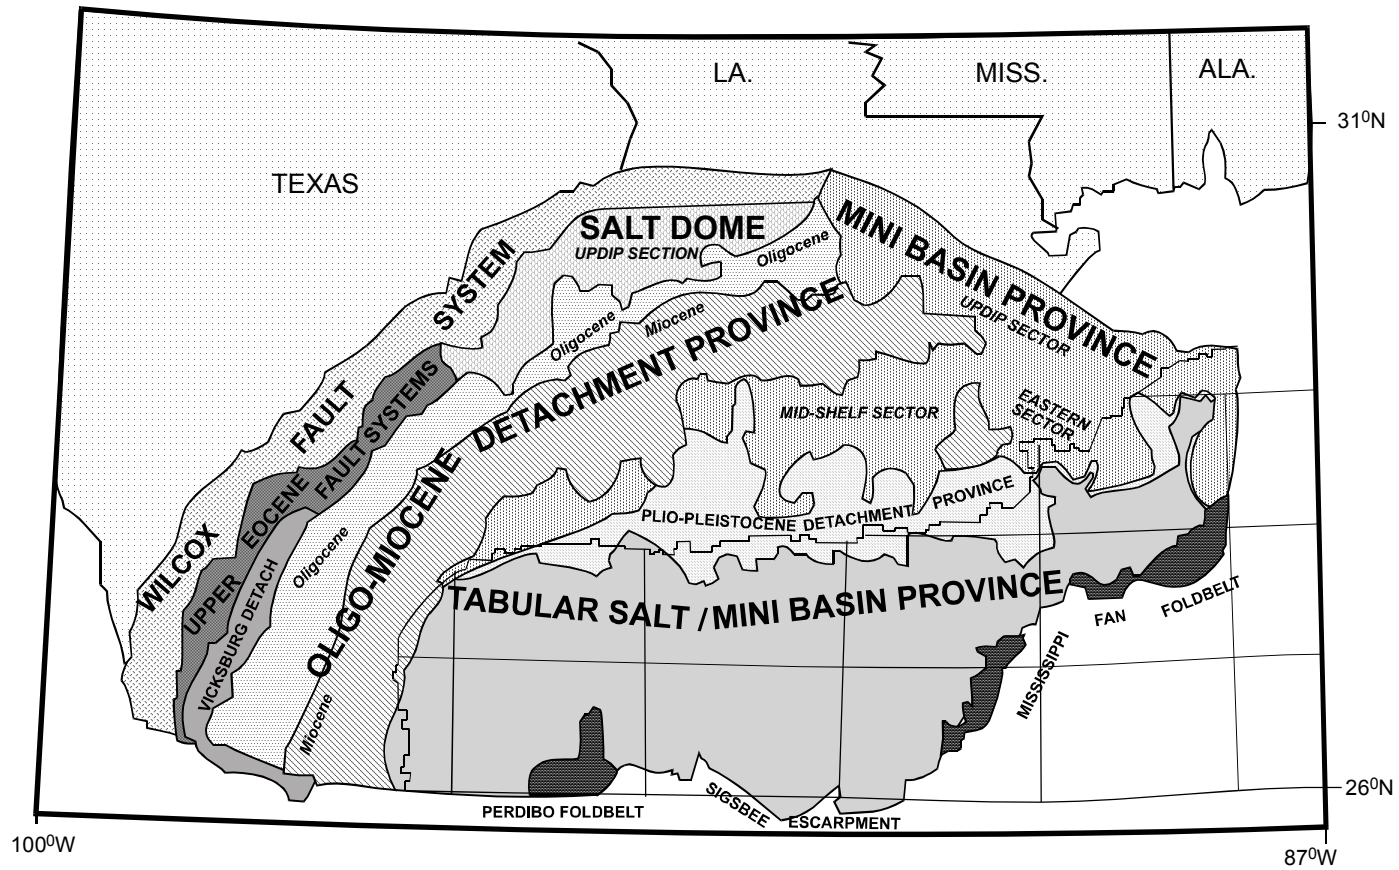 LA.
MISS.
ALA.
31⁰N
TEXAS
SALT DOME
UPDIP SECTION
Oligocene
MINI BASIN PROVINCE
UPDIP SECTOR
WILCOX FAULT SYSTEM
Oligocene
Miocene
OLIGO-MIOCENE DETACHMENT PROVINCE
UPPER EOCENE FAULT SYSTEMS
MID-SHELF SECTOR
EASTERN
SECTOR
VICKSBURG DETACH
Oligocene
Miocene
PLIO-PLEISTOCENE DETACHMENT PROVINCE
TABULAR SALT / MINI BASIN PROVINCE
MISSISSIPPI FAN FOLDBELT
PERDIBO FOLDBELT
SIGSBEE ESCARPMENT
26⁰N
100⁰W
87⁰W